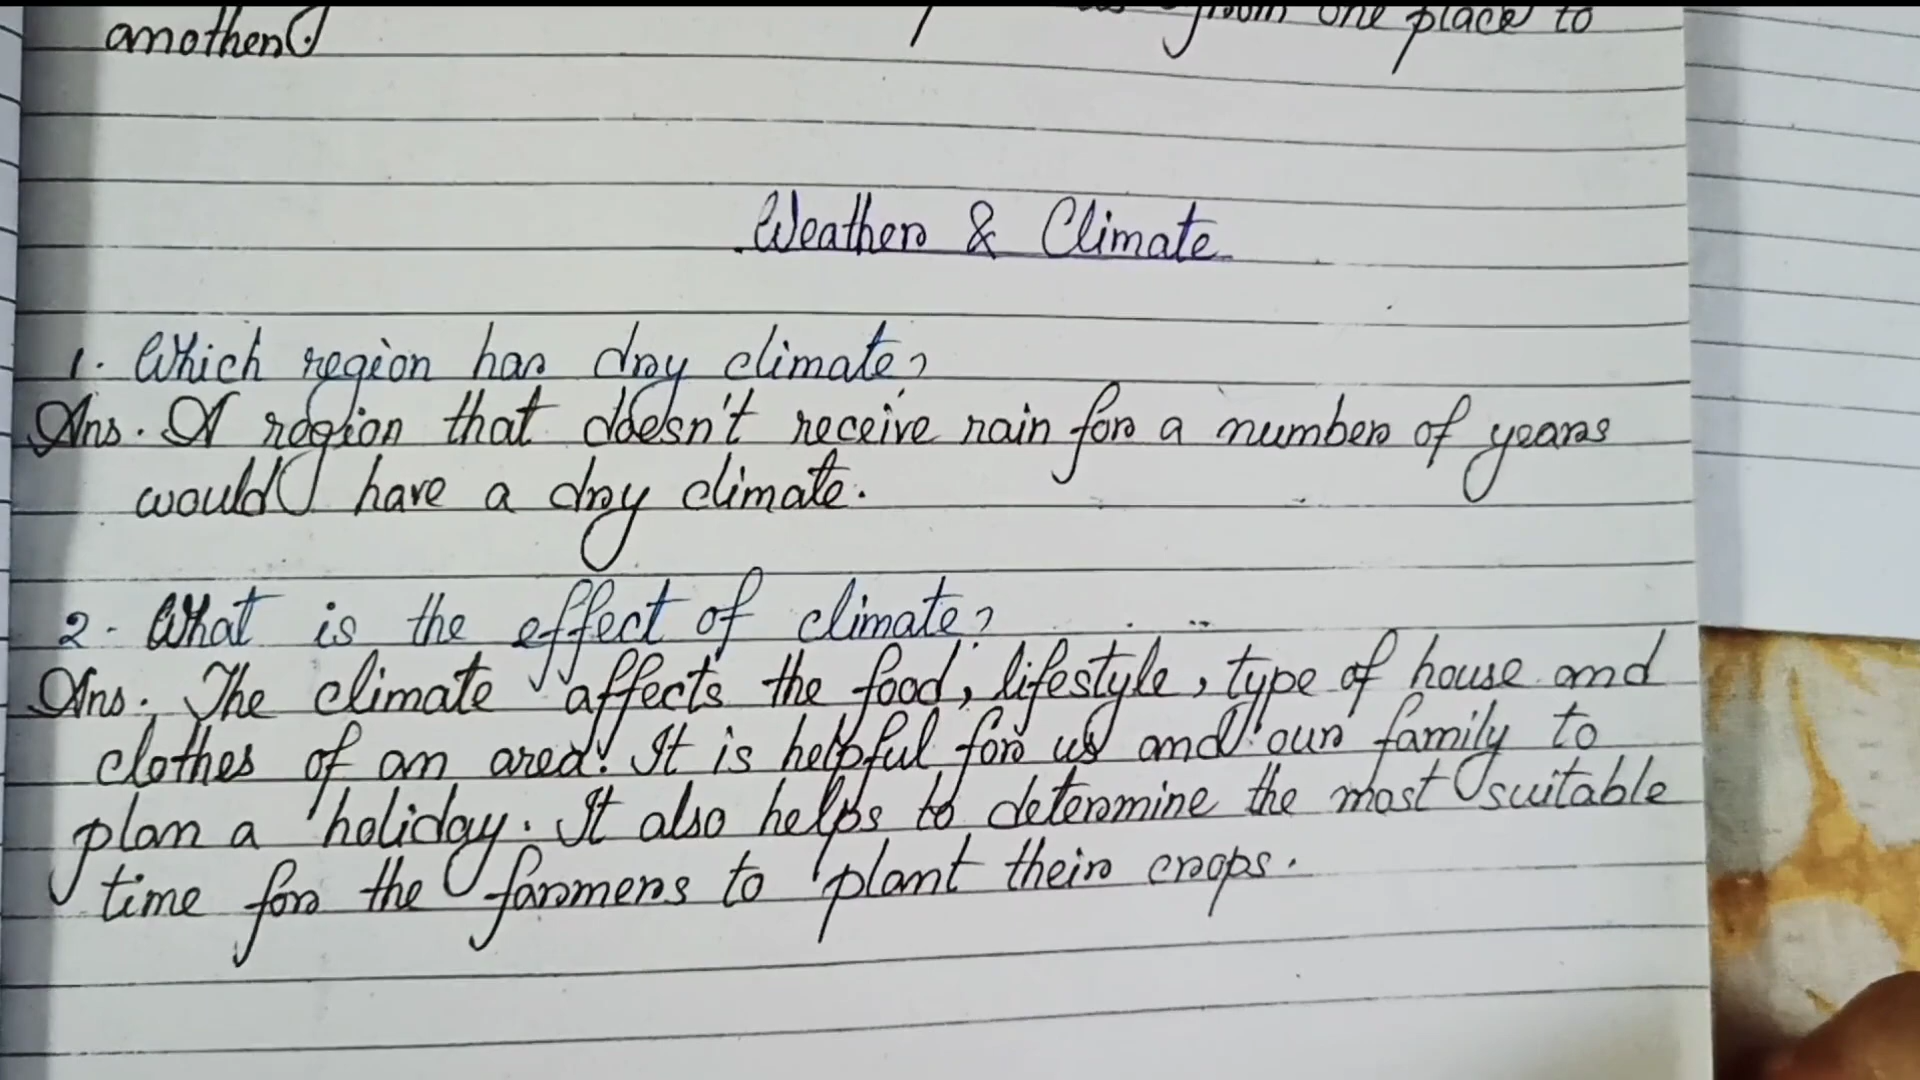 from one place to
another.
Weather & Climate
1. Which region has dry climate?
Ans. A region that doesn't receive rain for a number of years
would have a dry climate.
2. What is the effect of climate?
Ans. The climate affects the food, lifestyle, type of house and
clothes of an area. It is helpful for us and our family to
plan a holiday. It also helps to determine the most suitable
time for the farmers to plant their crops.